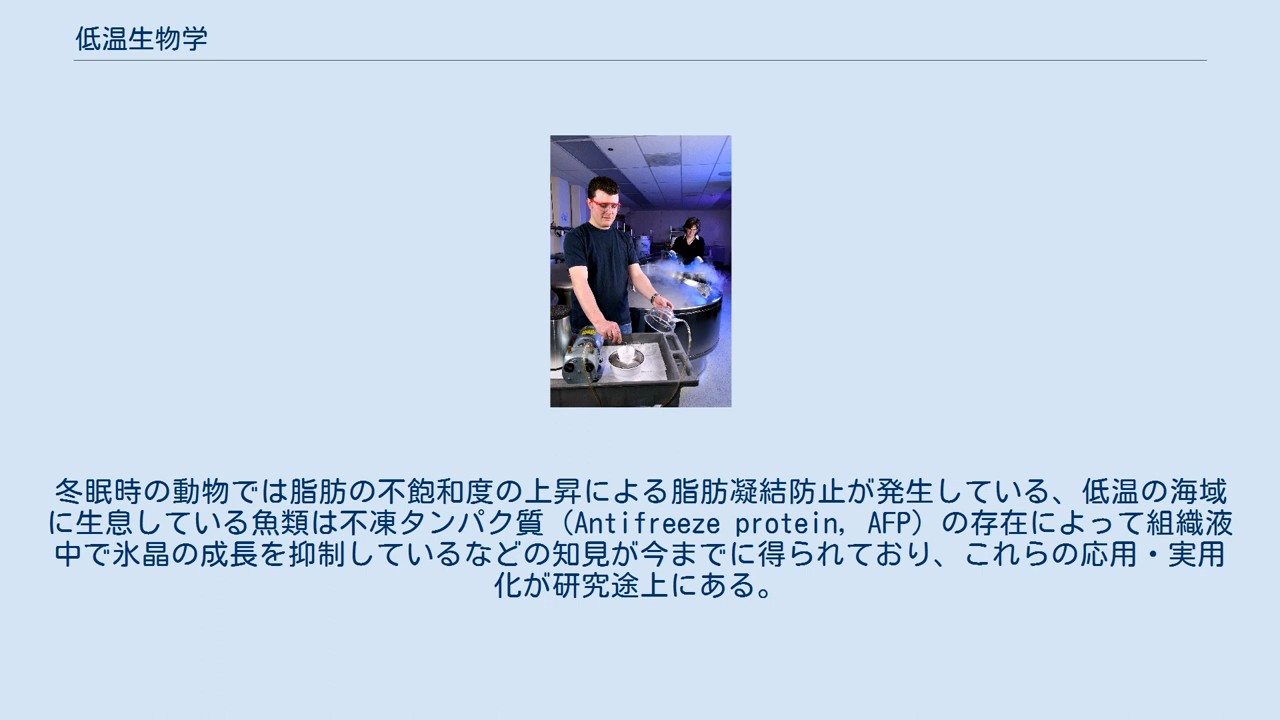 低温生物学
冬眠時の動物では脂肪の不飽和度の上昇による脂肪凝結防止が発生している、低温の海域
に生息している魚類は不凍タンパク質（Antifreeze protein, AFP）の存在によって組織液
中で氷晶の成長を抑制しているなどの知見が今までに得られており、これらの応用・実用
化が研究途上にある。